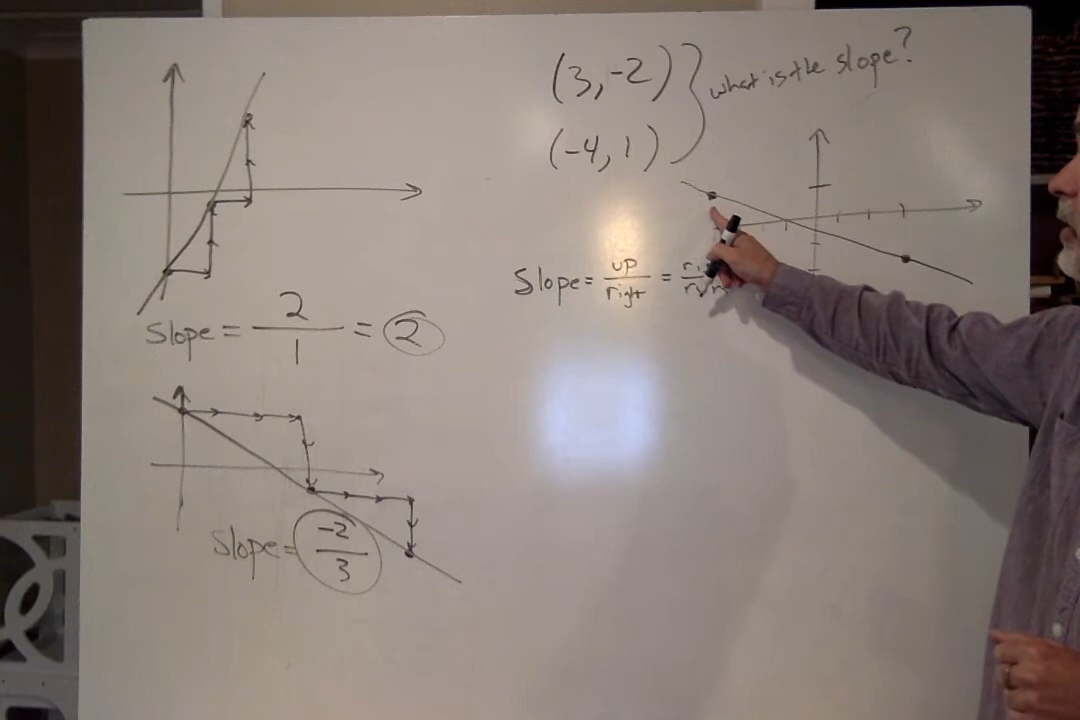 (3,-2)
(-4,1)
what is the slope?
Slope = up/right =
Slope = 2/1 = 2
Slope = -2/3